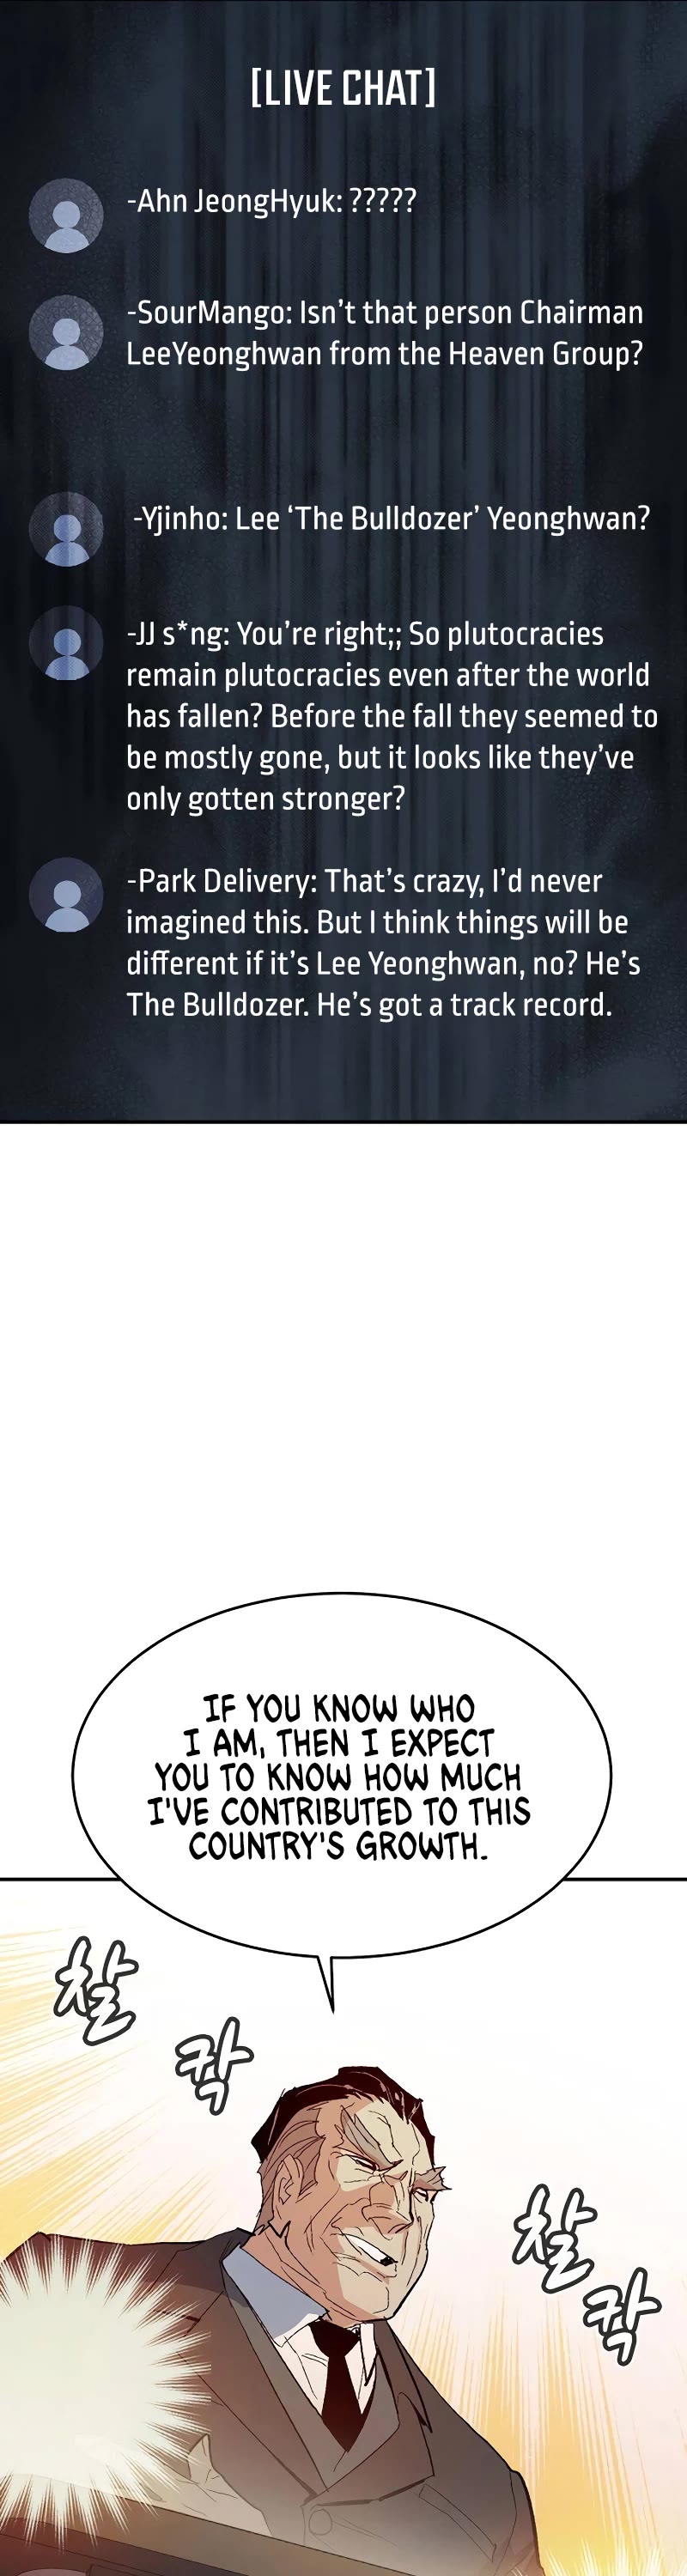 [LIVE CHAT]
-Ahn JeongHyuk: ?????
-SourMango: Isn't that person Chairman
LeeYeonghwan from the Heaven Group?
-Yjinho: Lee ‘The Bulldozer’ Yeonghwan?
-JJ s*ng: You're right;; So plutocracies
remain plutocracies even after the world
has fallen? Before the fall they seemed to
be mostly gone, but it looks like they've
only gotten stronger?
-Park Delivery: That's crazy, I'd never
imagined this. But I think things will be
different if it's Lee Yeonghwan, no? He's
The Bulldozer. He's got a track record.
IF YOU KNOW WHO
I AM, THEN I EXPECT
YOU TO KNOW HOW MUCH
I'VE CONTRIBUTED TO THIS
COUNTRY'S GROWTH.
찰
칵
찰
칵